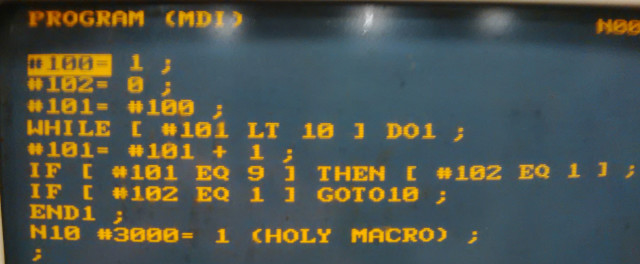 PROGRAM (MDI)
N00
#100= 1 ;
#102= 0 ;
#101= #100 ;
WHILE [ #101 LT 10 ] DO1 ;
#101= #101 + 1 ;
IF [ #101 EQ 9 ] THEN [ #102 EQ 1 ] ;
IF [ #102 EQ 1 ] GOTO10 ;
END1 ;
N10 #3000= 1 (HOLY MACRO) ;
;